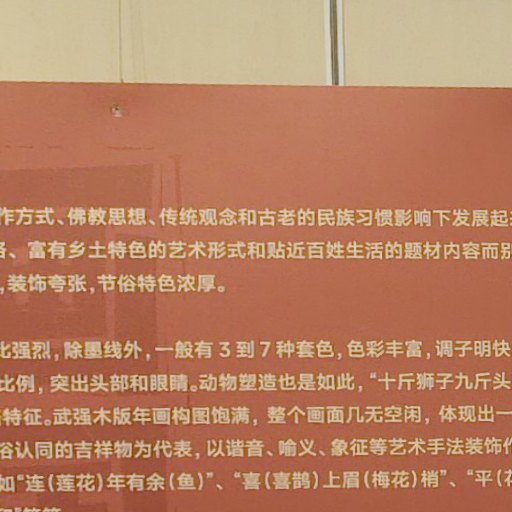 作方式、佛教思想、传统观念和古老的民族习惯影响下发展起
、富有乡土特色的艺术形式和贴近百姓生活的题材内容而别
,装饰夸张,节俗特色浓厚。
比强烈,除墨线外,一般有3到7种套色,色彩丰富,调子明快
比例,突出头部和眼睛。动物塑造也是如此,“十斤狮子九斤头
特征。武强木版年画构图饱满,整个画面几无空闲,体现出一
俗认同的吉祥物为代表,以谐音、喻义、象征等艺术手法装饰
如“连(莲花)年有余(鱼)”、“喜(喜鹊)上眉(梅花)梢”、“平(